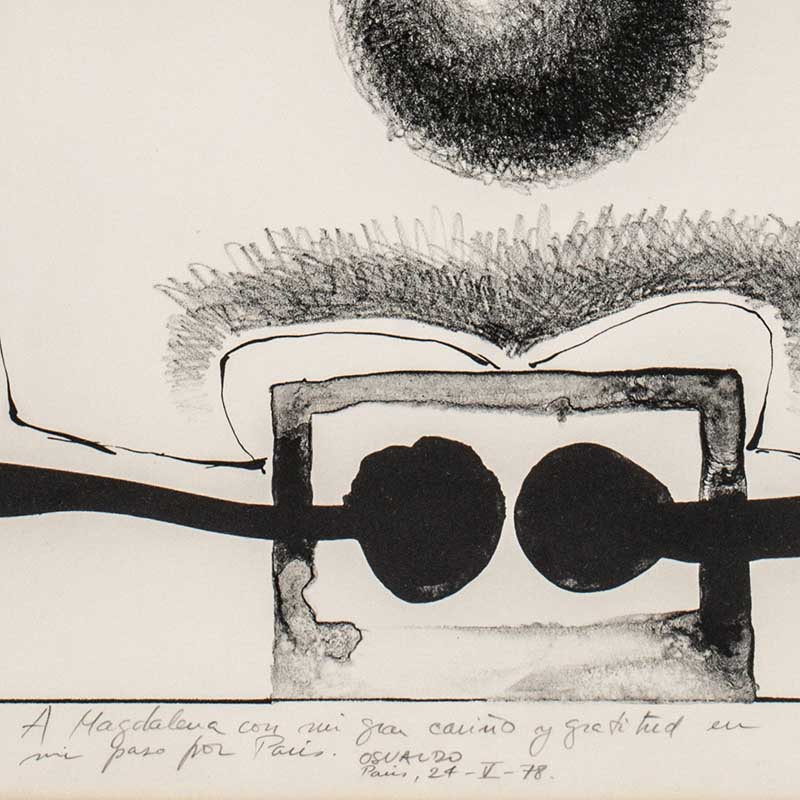 A Magdalena con mi gran cariño y gratitud en
mi paso por Paris. OSVALDO
Paris, 24-V-78.